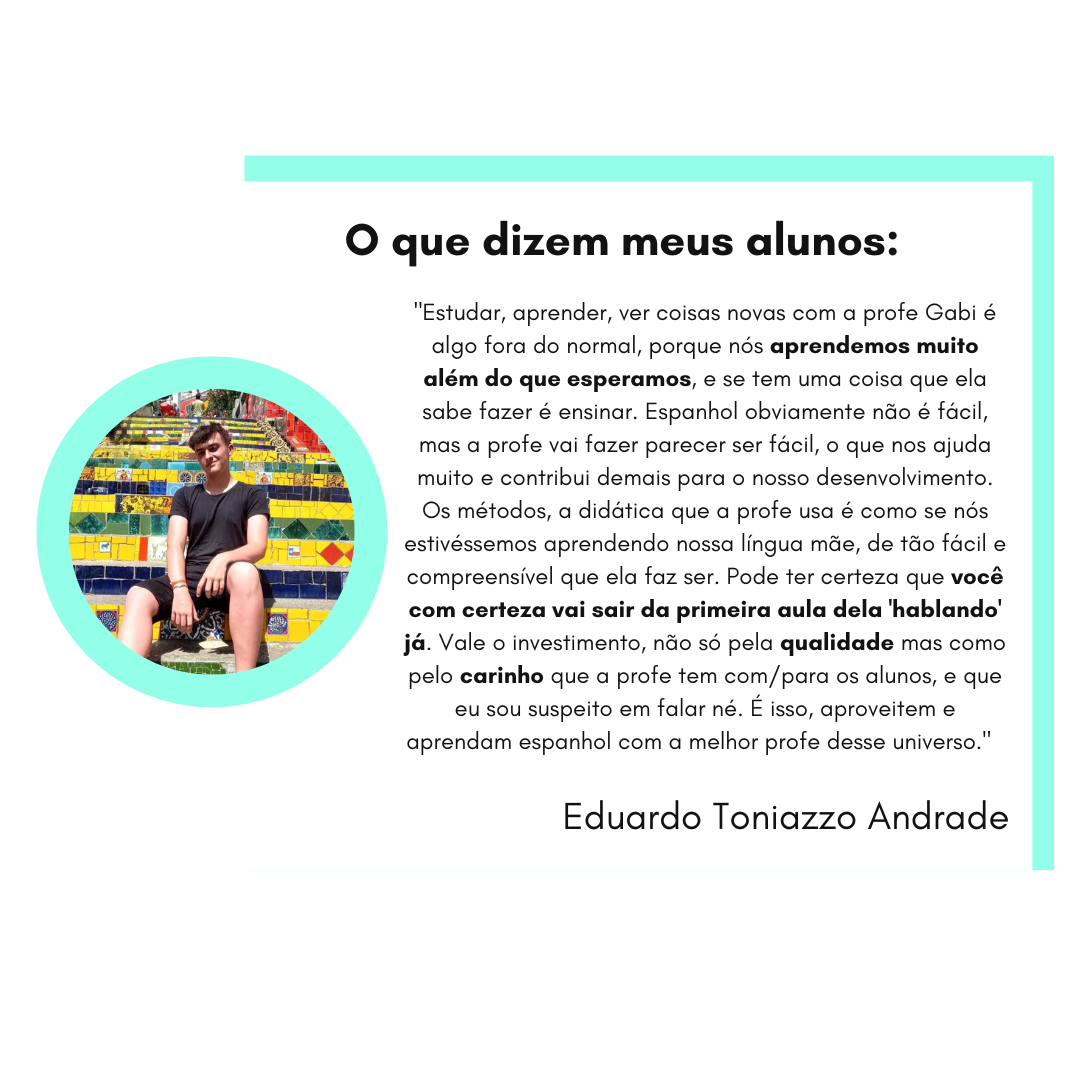 O que dizem meus alunos:
"Estudar, aprender, ver coisas novas com a profe Gabi é
algo fora do normal, porque nós aprendemos muito
além do que esperamos, e se tem uma coisa que ela
sabe fazer é ensinar. Espanhol obviamente não é fácil,
mas a profe vai fazer parecer ser fácil, o que nos ajuda
muito e contribui demais para o nosso desenvolvimento.
Os métodos, a didática que a profe usa é como se nós
estivéssemos aprendendo nossa língua mãe, de tão fácil e
compreensível que ela faz ser. Pode ter certeza que você
com certeza vai sair da primeira aula dela 'hablando'
já. Vale o investimento, não só pela qualidade mas como
pelo carinho que a profe tem com/para os alunos, e que
eu sou suspeito em falar né. É isso, aproveitem e
aprendam espanhol com a melhor profe desse universo."
Eduardo Toniazzo Andrade